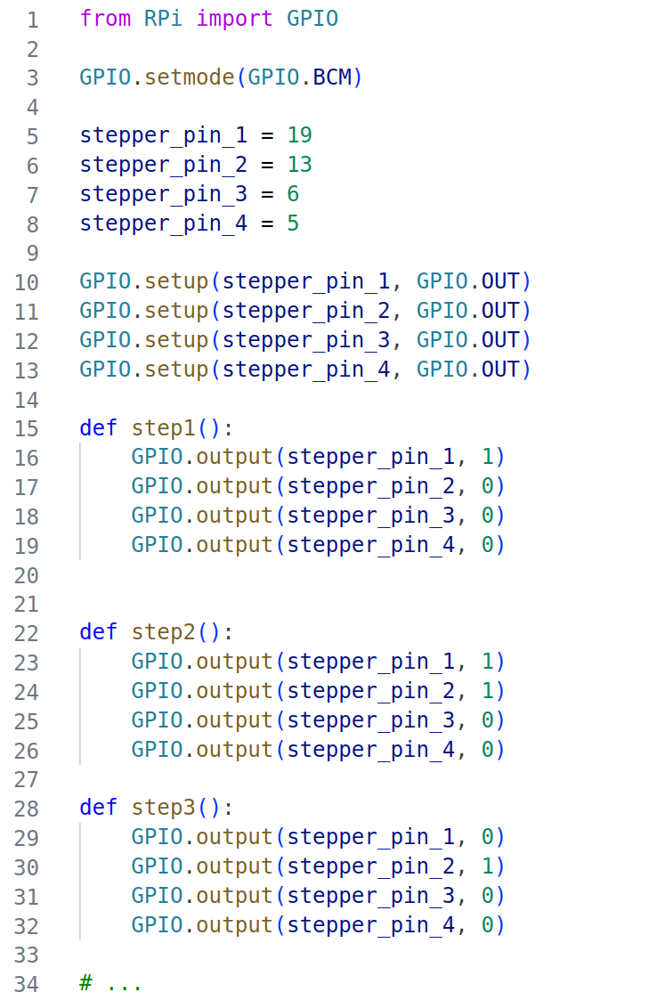 1 from RPi import GPIO
2
3 GPIO.setmode(GPIO.BCM)
4
5 stepper_pin_1 = 19
6 stepper_pin_2 = 13
7 stepper_pin_3 = 6
8 stepper_pin_4 = 5
9
10 GPIO.setup(stepper_pin_1, GPIO.OUT)
11 GPIO.setup(stepper_pin_2, GPIO.OUT)
12 GPIO.setup(stepper_pin_3, GPIO.OUT)
13 GPIO.setup(stepper_pin_4, GPIO.OUT)
14
15 def step1():
16     GPIO.output(stepper_pin_1, 1)
17     GPIO.output(stepper_pin_2, 0)
18     GPIO.output(stepper_pin_3, 0)
19     GPIO.output(stepper_pin_4, 0)
20
21
22 def step2():
23     GPIO.output(stepper_pin_1, 1)
24     GPIO.output(stepper_pin_2, 1)
25     GPIO.output(stepper_pin_3, 0)
26     GPIO.output(stepper_pin_4, 0)
27
28 def step3():
29     GPIO.output(stepper_pin_1, 0)
30     GPIO.output(stepper_pin_2, 1)
31     GPIO.output(stepper_pin_3, 0)
32     GPIO.output(stepper_pin_4, 0)
33
34 # ...